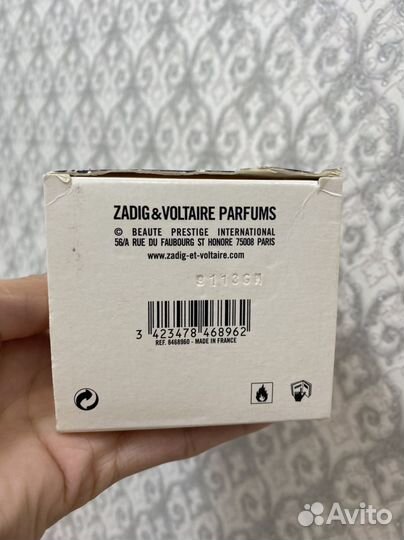 ZADIG&VOLTAIRE PARFUMS
© BEAUTE PRESTIGE INTERNATIONAL
56/A RUE DU FAUBOURG ST HONORE 75008 PARIS
www.zadig-et-voltaire.com
9113GW
3 423478 468962
REF. 8468960 - MADE IN FRANCE
Avito